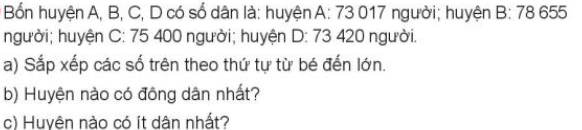 Bốn huyện A, B, C, D có số dân là: huyện A: 73 017 người; huyện B: 78 655
người; huyện C: 75 400 người; huyện D: 73 420 người.
a) Sắp xếp các số trên theo thứ tự từ bé đến lớn.
b) Huyện nào có đông dân nhất?
c) Huyện nào có ít dân nhất?